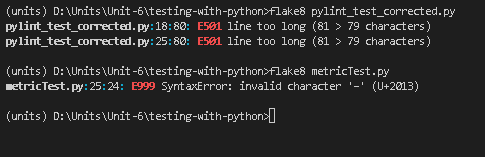 (units) D:\Units\Unit-6\testing-with-python>flake8 pylint_test_corrected.py
pylint_test_corrected.py:18:80: E501 line too long (81 > 79 characters)
pylint_test_corrected.py:25:80: E501 line too long (81 > 79 characters)
(units) D:\Units\Unit-6\testing-with-python>flake8 metricTest.py
metricTest.py:25:24: E999 SyntaxError: invalid character '–' (U+2013)
(units) D:\Units\Unit-6\testing-with-python>